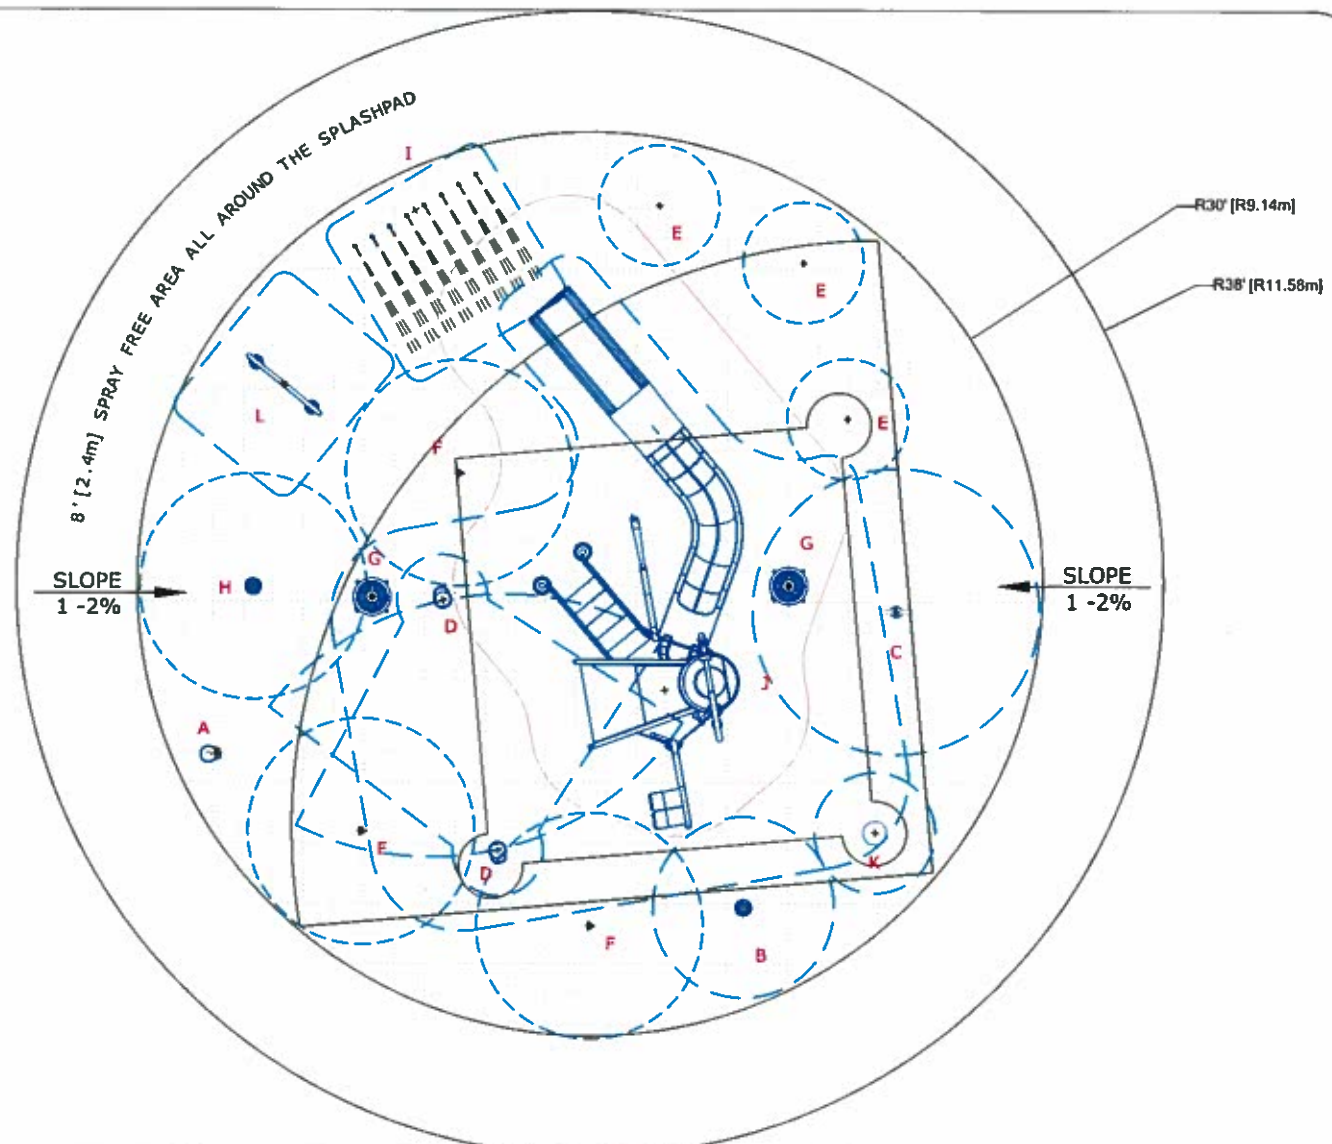 8'[2.4m] SPRAY FREE AREA ALL AROUND THE SPLASHPAD
I
E
R30' [R9.14m]
E
R38' [R11.58m]
L
F
E
G
G
SLOPE
1 -2%
H
SLOPE
1 -2%
D
C
J
A
F
D
K
F
B